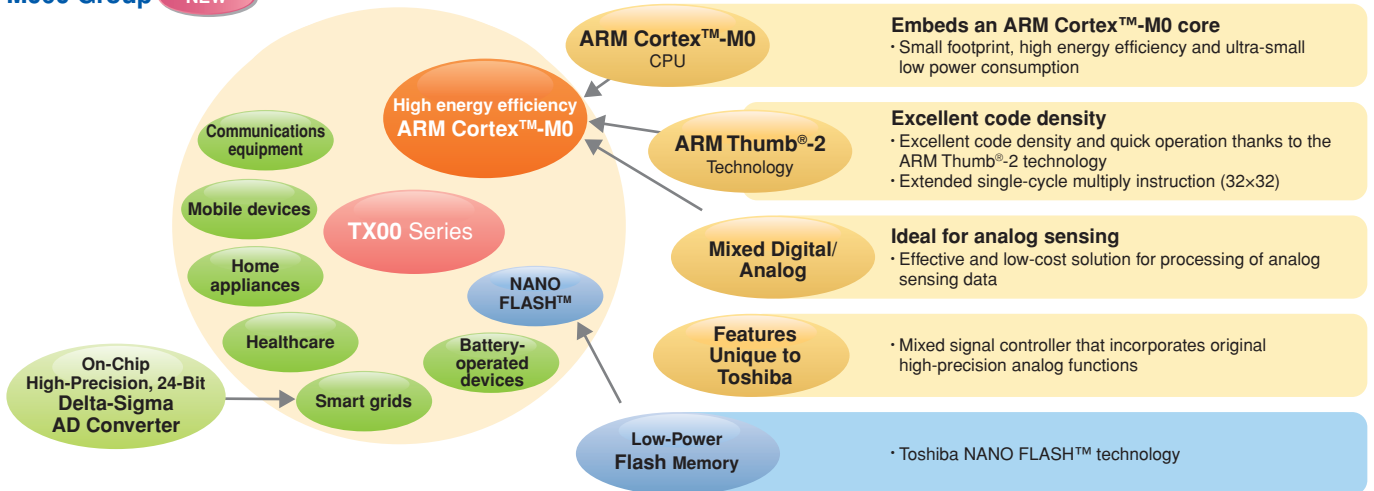 NEW
ARM Cortex™-M0
CPU
Embeds an ARM Cortex™-M0 core
・Small footprint, high energy efficiency and ultra-small
low power consumption
High energy efficiency
ARM Cortex™-M0
Communications
equipment
ARM Thumb®-2
Technology
Excellent code density
・Excellent code density and quick operation thanks to the
ARM Thumb®-2 technology
・Extended single-cycle multiply instruction (32×32)
Mobile devices
TX00 Series
Mixed Digital/
Analog
Ideal for analog sensing
・Effective and low-cost solution for processing of analog
sensing data
Home
appliances
NANO
FLASH™
Healthcare
Battery-
operated
devices
Features
Unique to
Toshiba
・Mixed signal controller that incorporates original
high-precision analog functions
On-Chip
High-Precision, 24-Bit
Delta-Sigma
AD Converter
Smart grids
Low-Power
Flash Memory
・Toshiba NANO FLASH™ technology